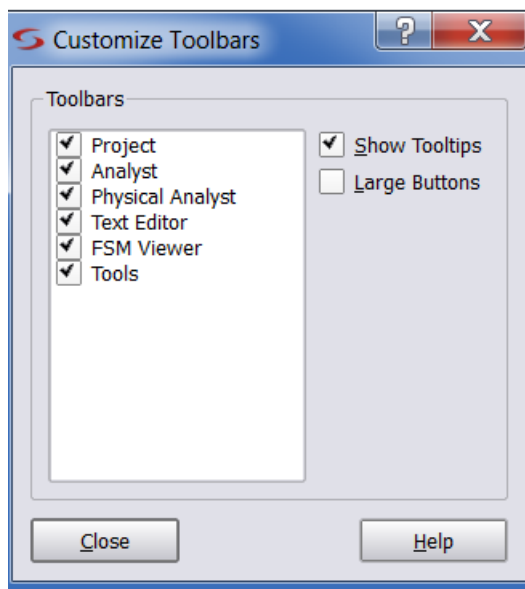 Customize Toolbars
Toolbars
Project
Analyst
Physical Analyst
Text Editor
FSM Viewer
Tools
Show Tooltips
Large Buttons
Close
Help